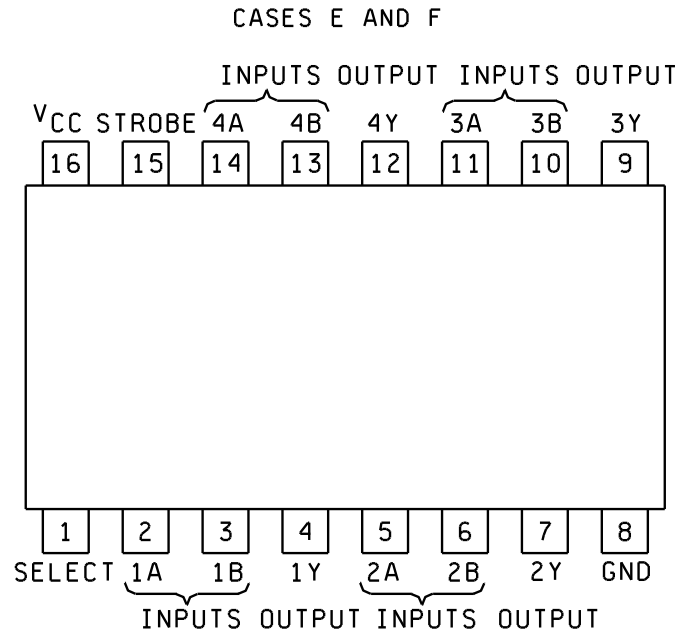 CASES E AND F
INPUTS OUTPUT INPUTS OUTPUT
VCC STROBE 4A 4B 4Y 3A 3B 3Y
16 15 14 13 12 11 10 9
1 2 3 4 5 6 7 8
SELECT 1A 1B 1Y 2A 2B 2Y GND
INPUTS OUTPUT INPUTS OUTPUT